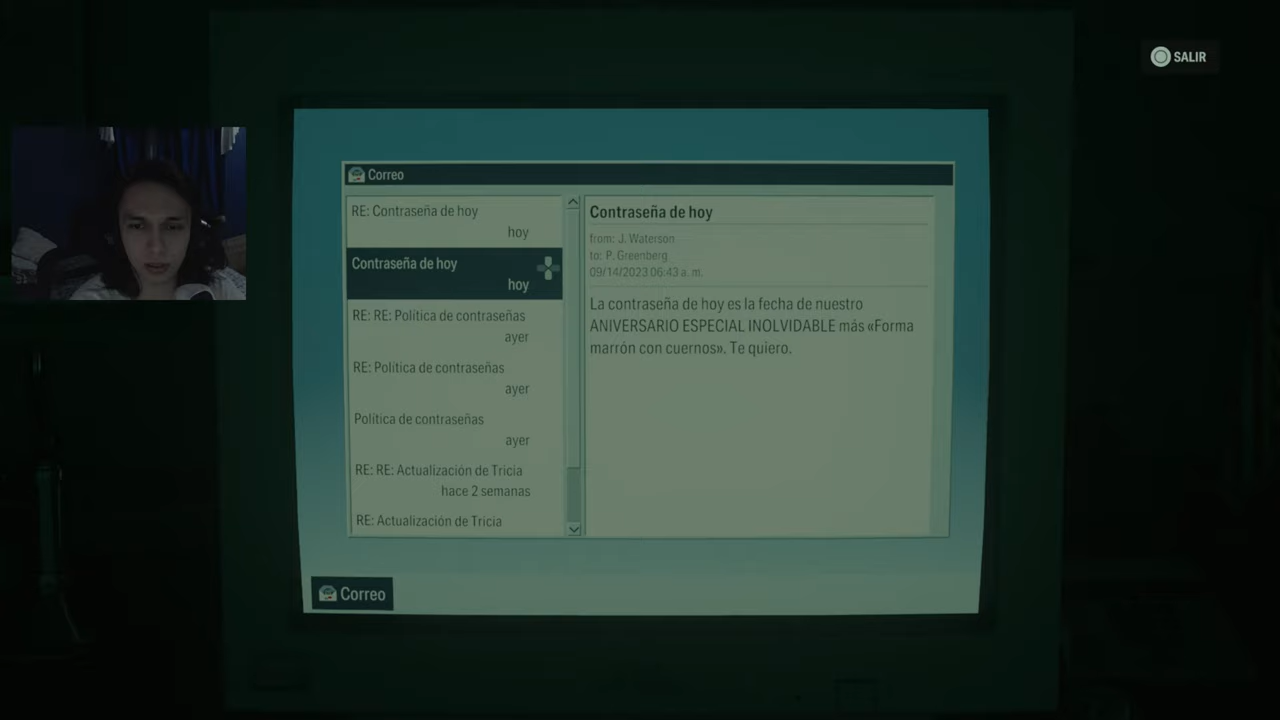 SALIR
Correo
RE: Contraseña de hoy
hoy
Contraseña de hoy
hoy
RE: RE: Política de contraseñas
ayer
RE: Política de contraseñas
ayer
Política de contraseñas
ayer
RE: RE: Actualización de Tricia
hace 2 semanas
RE: Actualización de Tricia
Contraseña de hoy
from: J. Waterson
to: P. Greenberg
09/14/2023 06:43 a. m.
La contraseña de hoy es la fecha de nuestro
ANIVERSARIO ESPECIAL INOLVIDABLE más «Forma
marrón con cuernos». Te quiero.
Correo